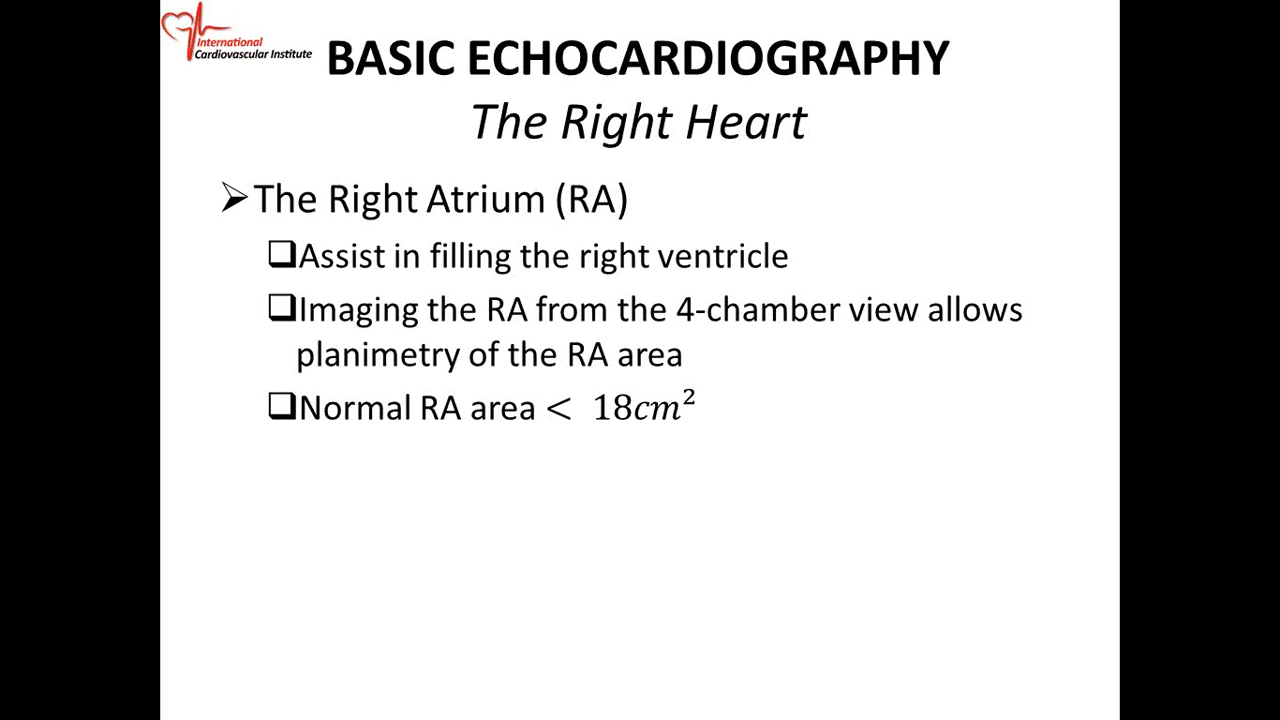 International
Cardiovascular Institute
BASIC ECHOCARDIOGRAPHY
The Right Heart
➢The Right Atrium (RA)
❑Assist in filling the right ventricle
❑Imaging the RA from the 4-chamber view allows
planimetry of the RA area
❑Normal RA area < 18cm²